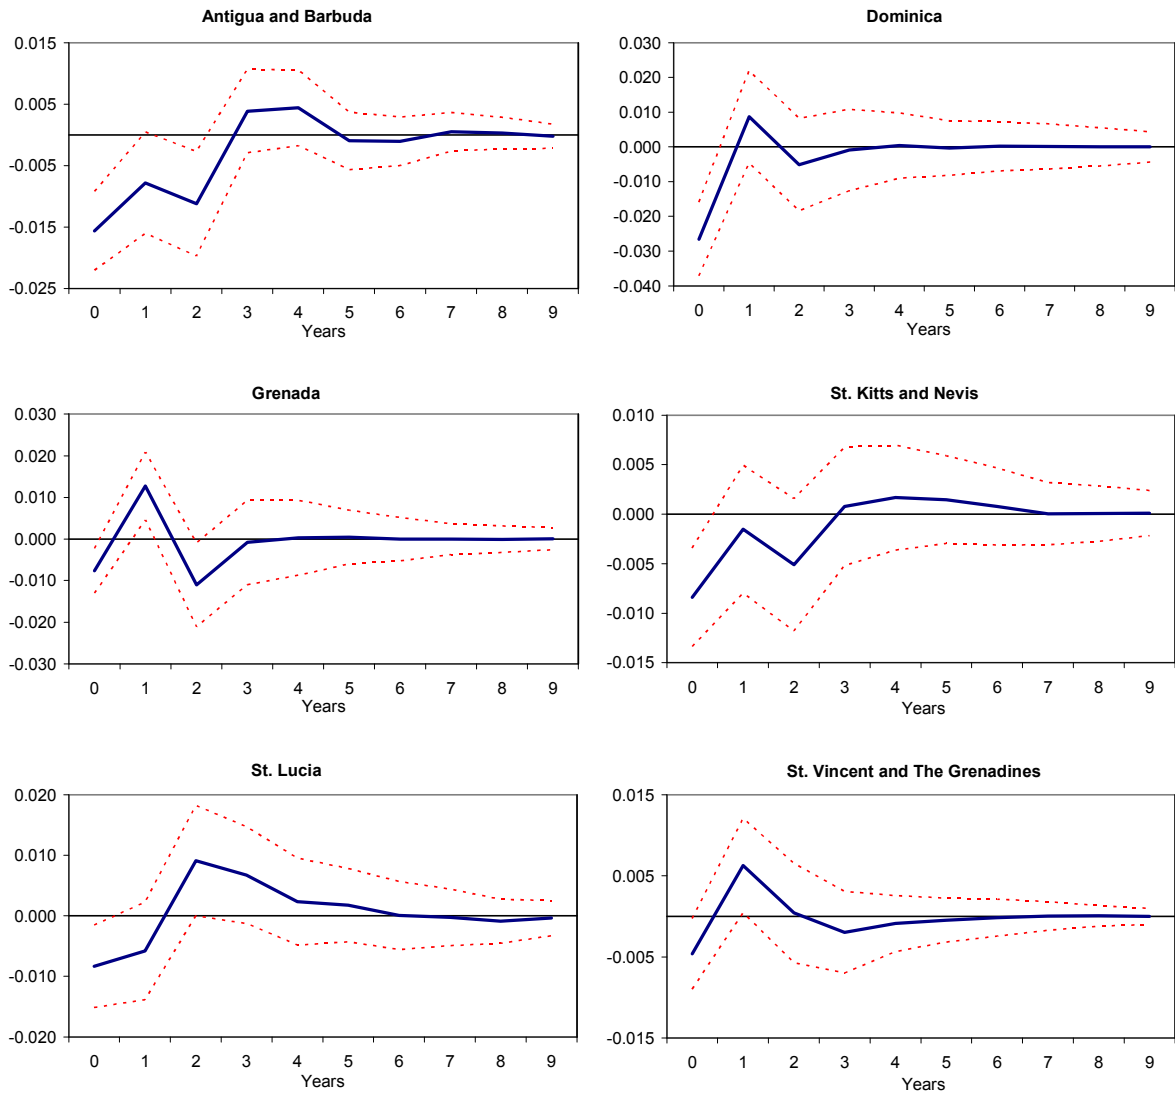 Antigua and Barbuda
0.015
0.005
-0.005
-0.015
-0.025
0 1 2 3 4 5 6 7 8 9
Years
Dominica
0.030
0.020
0.010
0.000
-0.010
-0.020
-0.030
-0.040
0 1 2 3 4 5 6 7 8 9
Years
Grenada
0.030
0.020
0.010
0.000
-0.010
-0.020
-0.030
0 1 2 3 4 5 6 7 8 9
Years
St. Kitts and Nevis
0.010
0.005
0.000
-0.005
-0.010
-0.015
0 1 2 3 4 5 6 7 8 9
Years
St. Lucia
0.020
0.010
0.000
-0.010
-0.020
0 1 2 3 4 5 6 7 8 9
Years
St. Vincent and The Grenadines
0.015
0.005
-0.005
-0.015
0 1 2 3 4 5 6 7 8 9
Years